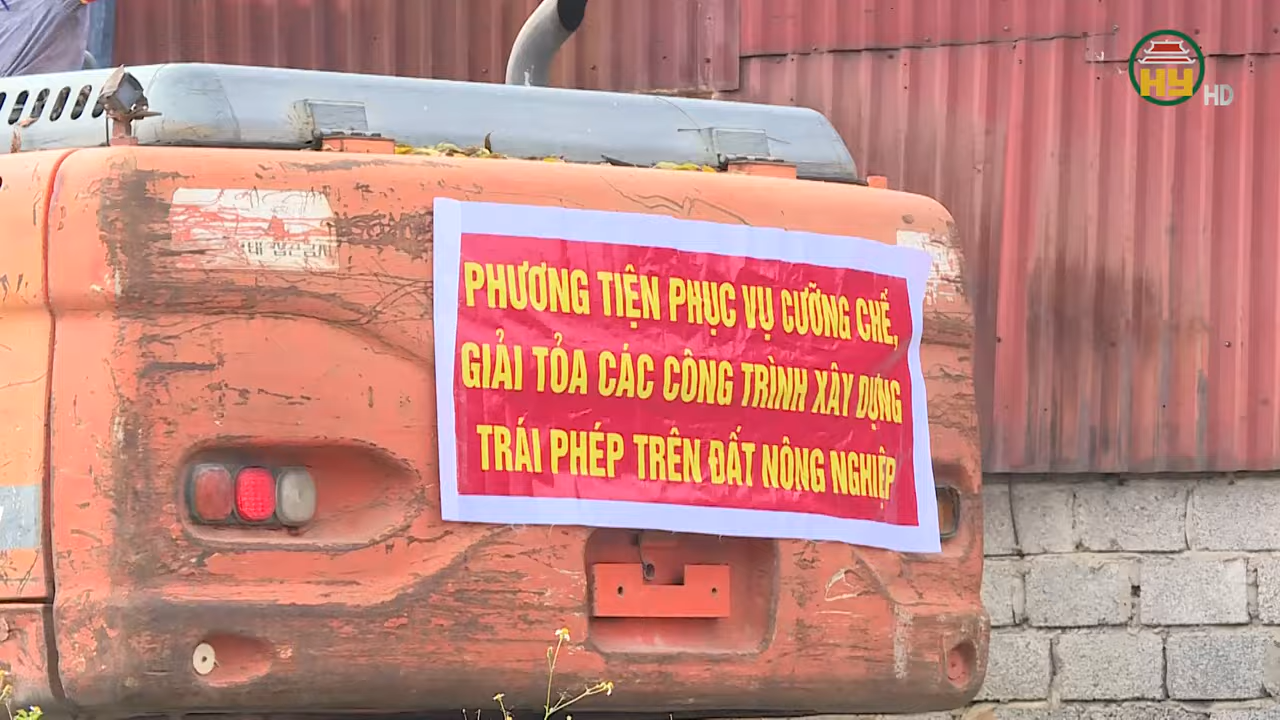 HY HD
PHƯƠNG TIỆN PHỤC VỤ CƯỠNG CHẾ,
GIẢI TỎA CÁC CÔNG TRÌNH XÂY DỰNG
TRÁI PHÉP TRÊN ĐẤT NÔNG NGHIỆP